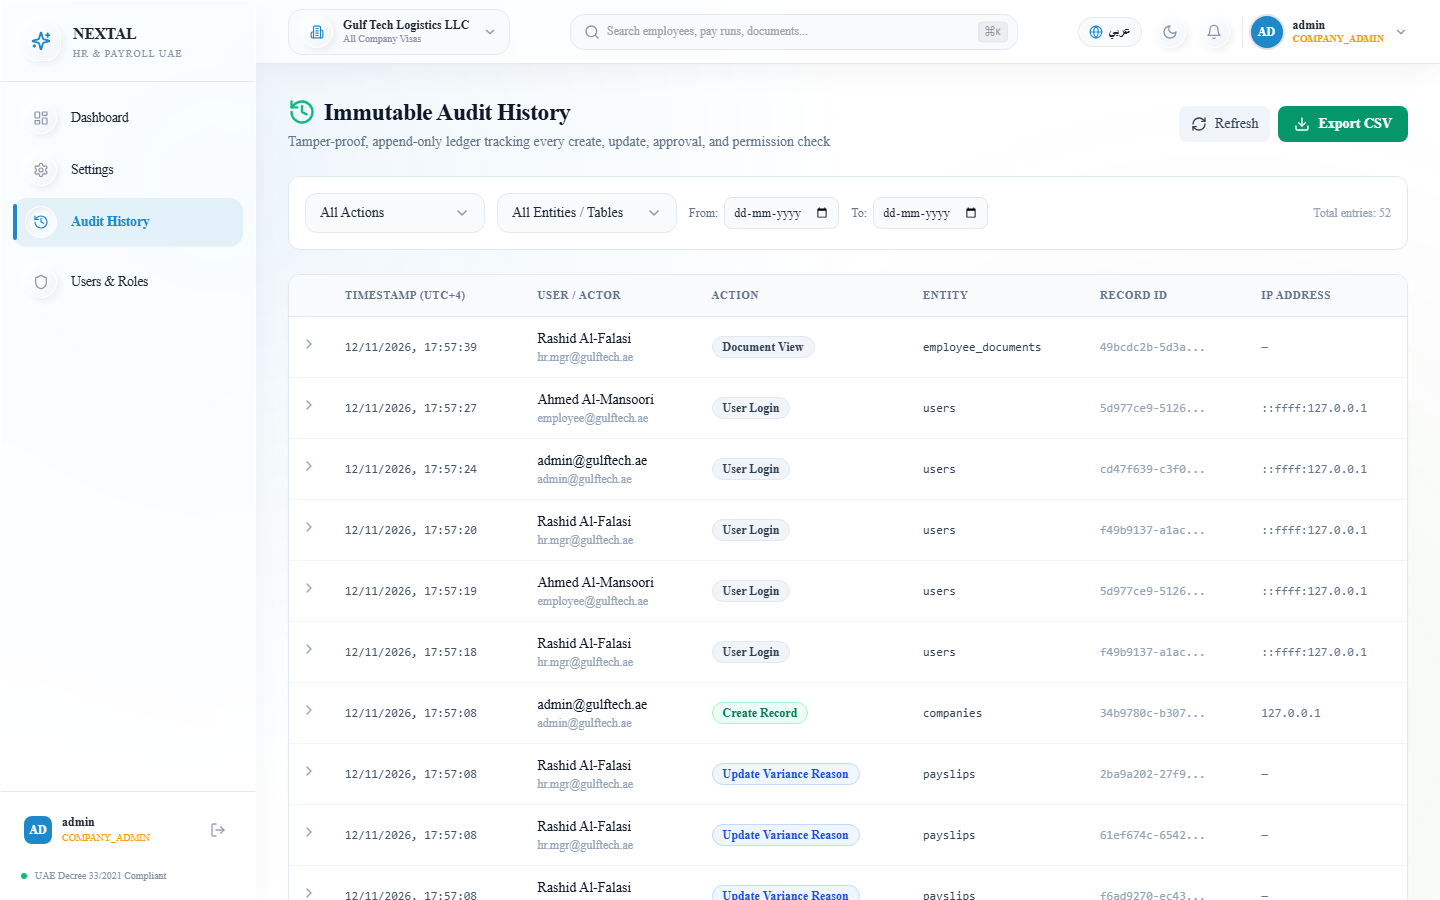 NEXTAL
HR & PAYROLL UAE
Dashboard
Settings
Audit History
Users & Roles
admin
AD
COMPANY_ADMIN
UAE Decree 33/2021 Compliant
Gulf Tech Logistics LLC
All Company Visas
Search employees, pay runs, documents...
⌘K
عربي
AD
admin
COMPANY_ADMIN
Immutable Audit History
Tamper-proof, append-only ledger tracking every create, update, approval, and permission check
Refresh
Export CSV
All Actions
All Entities / Tables
From: dd-mm-yyyy
To: dd-mm-yyyy
Total entries: 52
TIMESTAMP (UTC+4) USER / ACTOR ACTION ENTITY RECORD ID IP ADDRESS
12/11/2026, 17:57:39 Rashid Al-Falasi Document View employee_documents 49bcdc2b-5d3a... —
hr.mgr@gulftech.ae
12/11/2026, 17:57:27 Ahmed Al-Mansoori User Login users 5d977ce9-5126... ::ffff:127.0.0.1
employee@gulftech.ae
12/11/2026, 17:57:24 admin@gulftech.ae User Login users cd47f639-c3f0... ::ffff:127.0.0.1
admin@gulftech.ae
12/11/2026, 17:57:20 Rashid Al-Falasi User Login users f49b9137-a1ac... ::ffff:127.0.0.1
hr.mgr@gulftech.ae
12/11/2026, 17:57:19 Ahmed Al-Mansoori User Login users 5d977ce9-5126... ::ffff:127.0.0.1
employee@gulftech.ae
12/11/2026, 17:57:18 Rashid Al-Falasi User Login users f49b9137-a1ac... ::ffff:127.0.0.1
hr.mgr@gulftech.ae
12/11/2026, 17:57:08 admin@gulftech.ae Create Record companies 34b9780c-b307... 127.0.0.1
admin@gulftech.ae
12/11/2026, 17:57:08 Rashid Al-Falasi Update Variance Reason payslips 2ba9a202-27f9... —
hr.mgr@gulftech.ae
12/11/2026, 17:57:08 Rashid Al-Falasi Update Variance Reason payslips 61ef674c-6542... —
hr.mgr@gulftech.ae
12/11/2026, 17:57:08 Rashid Al-Falasi Update Variance Reason payslips f6ad9270-ec43... —